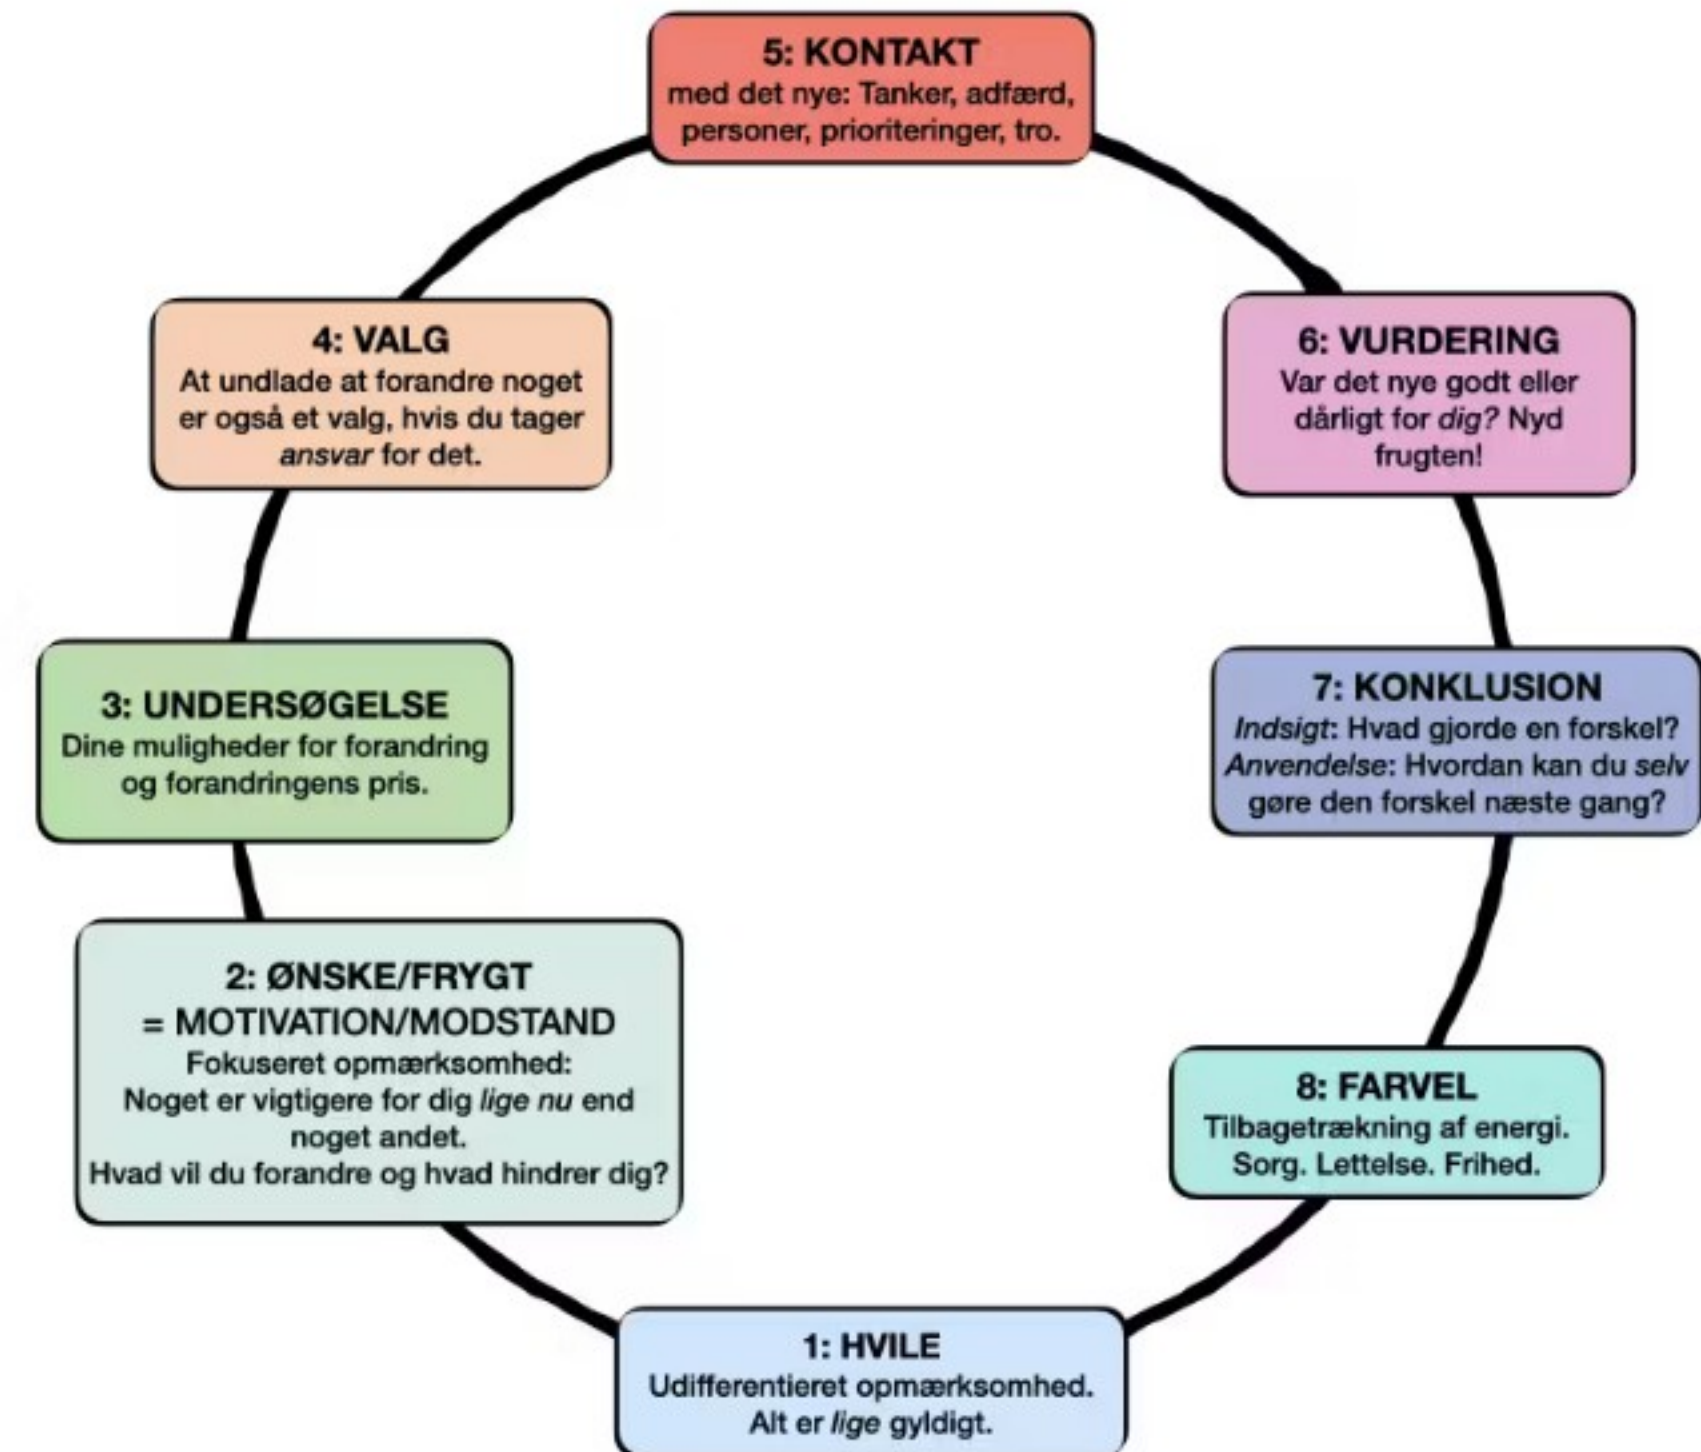 5: KONTAKT
med det nye: Tanker, adfærd,
personer, prioriteringer, tro.
4: VALG
At undlade at forandre noget
er også et valg, hvis du tager
ansvar for det.
6: VURDERING
Var det nye godt eller
dårligt for dig? Nyd
frugten!
3: UNDERSØGELSE
Dine muligheder for forandring
og forandringens pris.
7: KONKLUSION
Indsigt: Hvad gjorde en forskel?
Anvendelse: Hvordan kan du selv
gøre den forskel næste gang?
2: ØNSKE/FRYGT
= MOTIVATION/MODSTAND
Fokuseret opmærksomhed:
Noget er vigtigere for dig lige nu end
noget andet.
Hvad vil du forandre og hvad hindrer dig?
8: FARVEL
Tilbagetrækning af energi.
Sorg. Lettelse. Frihed.
1: HVILE
Udifferentieret opmærksomhed.
Alt er lige gyldigt.